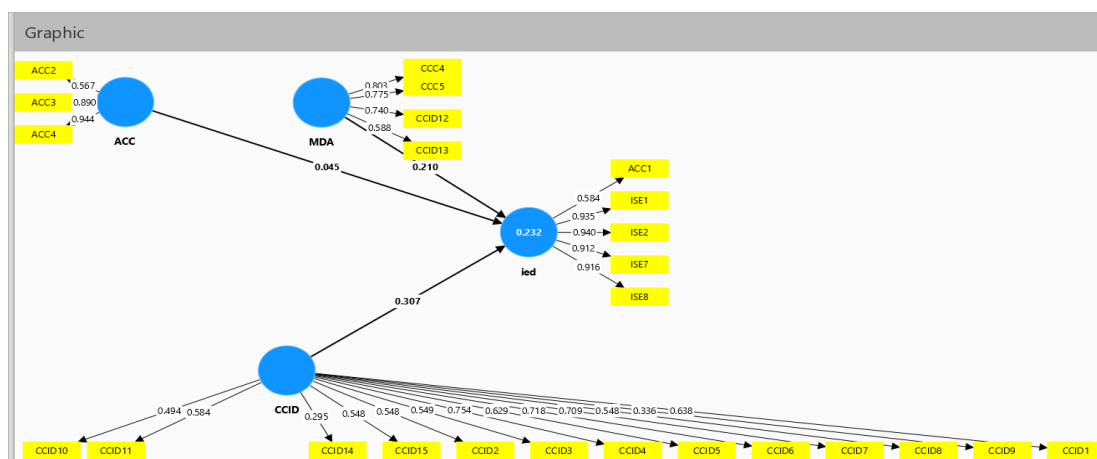 Graphic
ACC2
ACC3
ACC4
0.567
0.890
0.944
ACC
MDA
0.803
0.775
0.740
0.588
CCC4
CCC5
CCID12
CCID13
0.045
0.210
0.307
0.232
ied
0.584
0.935
0.940
0.912
0.916
ACC1
ISE1
ISE2
ISE7
ISE8
CCID
0.494
0.584
0.295
0.548
0.548
0.549
0.754
0.629
0.718
0.709
0.548
0.336
0.638
CCID10
CCID11
CCID14
CCID15
CCID2
CCID3
CCID4
CCID5
CCID6
CCID7
CCID8
CCID9
CCID1